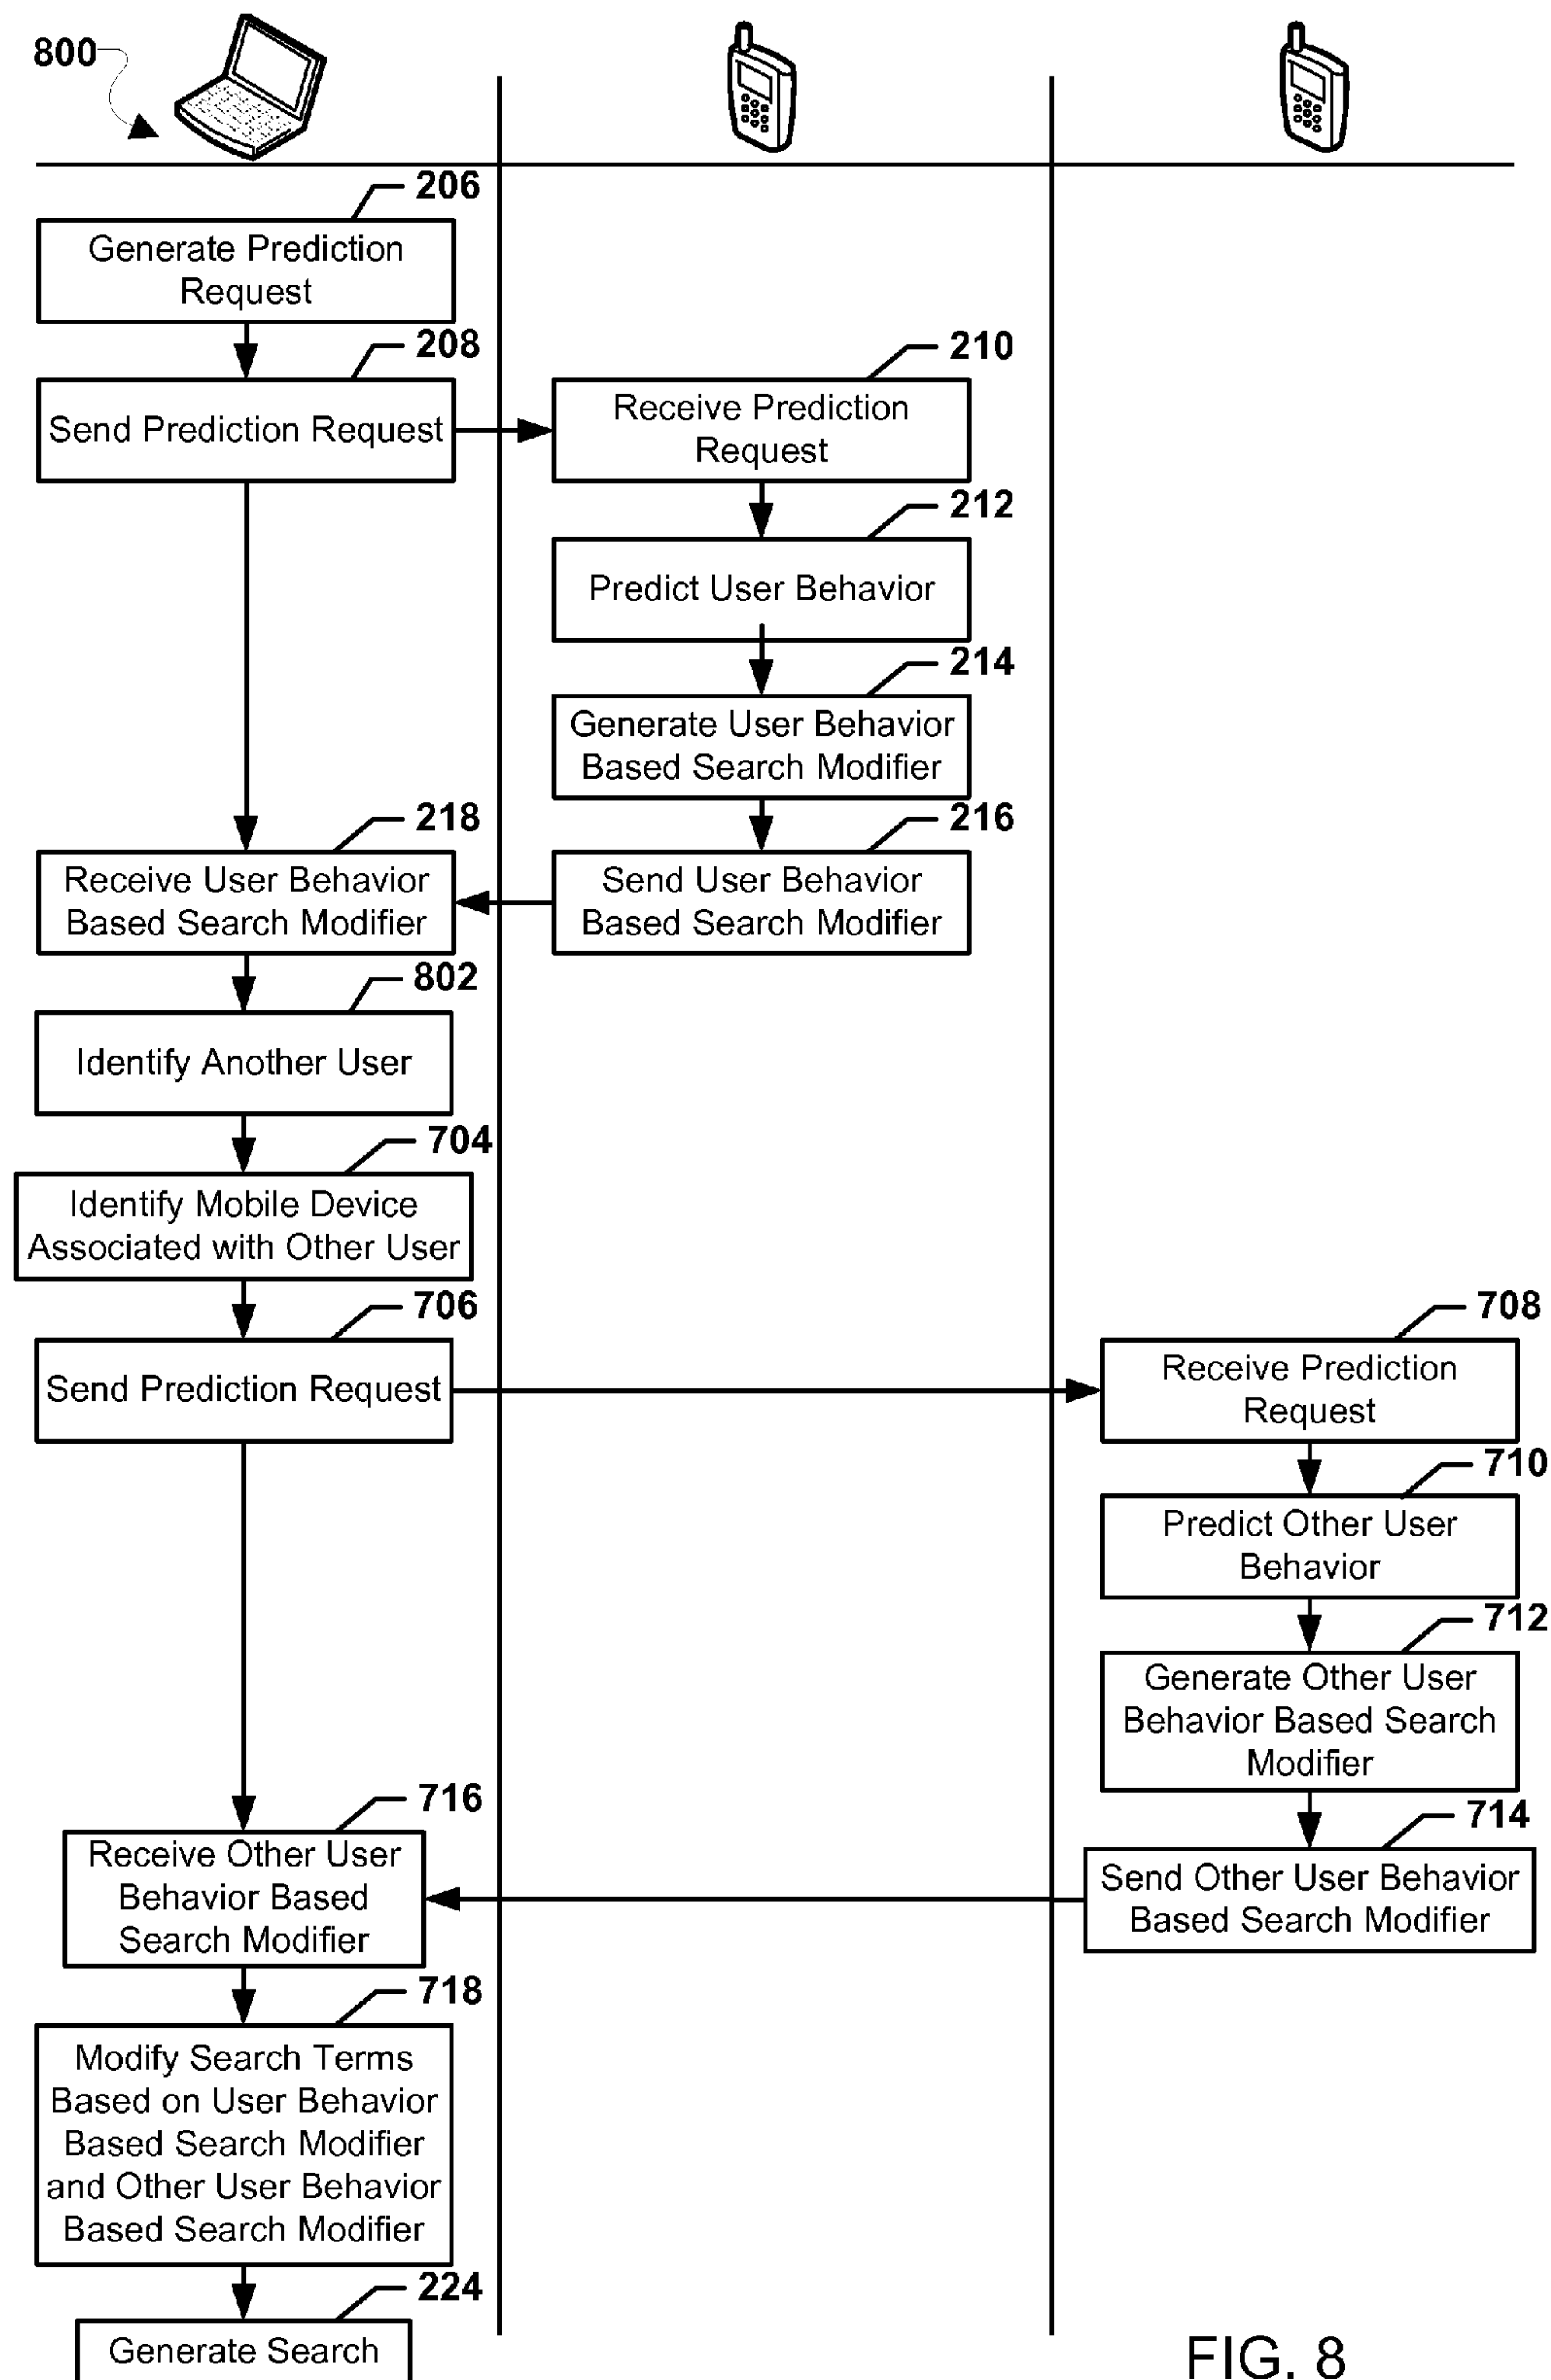 800
206
Generate Prediction
Request
208
Send Prediction Request
210
Receive Prediction
Request
212
Predict User Behavior
214
Generate User Behavior
Based Search Modifier
218
Receive User Behavior
Based Search Modifier
216
Send User Behavior
Based Search Modifier
802
Identify Another User
704
Identify Mobile Device
Associated with Other User
706
Send Prediction Request
708
Receive Prediction
Request
710
Predict Other User
Behavior
712
Generate Other User
Behavior Based Search
Modifier
716
Receive Other User
Behavior Based
Search Modifier
714
Send Other User Behavior
Based Search Modifier
718
Modify Search Terms
Based on User Behavior
Based Search Modifier
and Other User Behavior
Based Search Modifier
224
Generate Search
FIG. 8